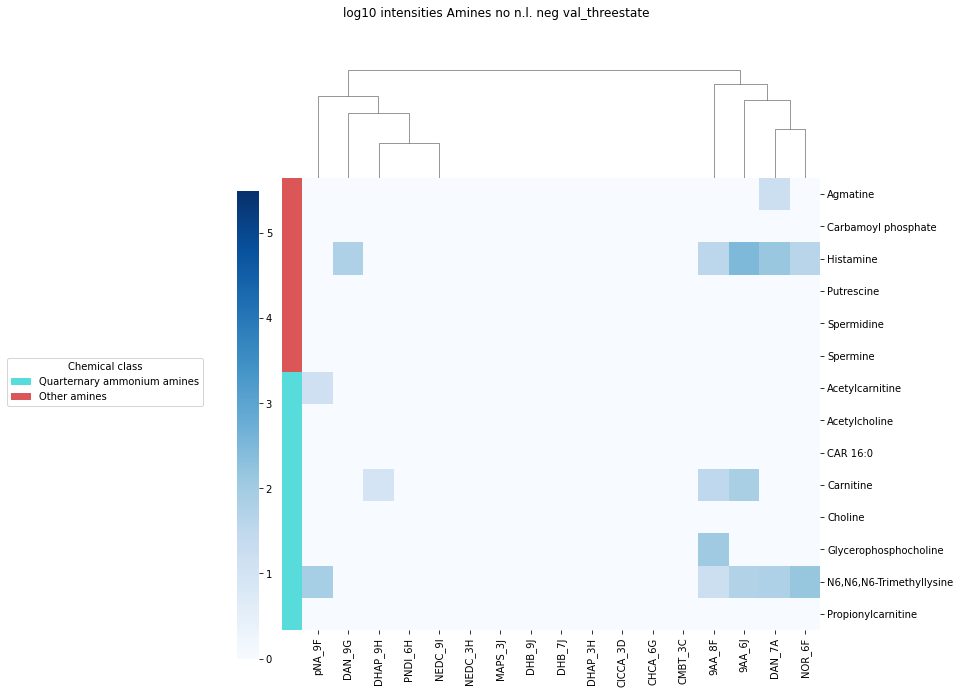 log10 intensities Amines no n.l. neg val_threestate
Chemical class
Quarternary ammonium amines
Other amines
5
4
3
2
1
0
Agmatine
Carbamoyl phosphate
Histamine
Putrescine
Spermidine
Spermine
Acetylcarnitine
Acetylcholine
CAR 16:0
Carnitine
Choline
Glycerophosphocholine
N6,N6,N6-Trimethyllysine
Propionylcarnitine
pNA_9F
DAN_9G
DHAP_9H
PNDI_6H
NEDC_9I
NEDC_3H
MAPS_3J
DHB_9J
DHB_7J
DHAP_3H
ClCCA_3D
CHCA_6G
CMBT_3C
9AA_8F
9AA_6J
DAN_7A
NOR_6F